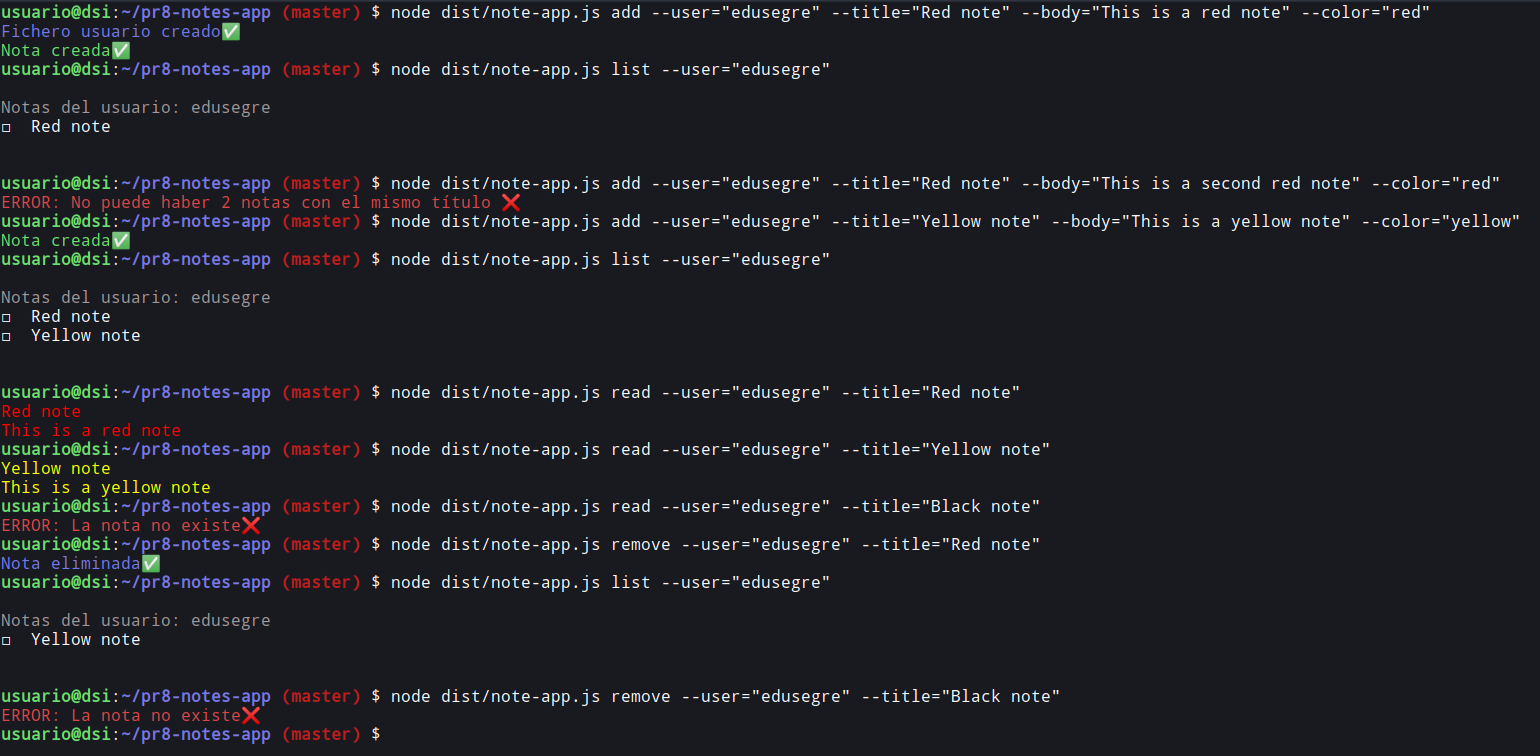 usuario@dsi:~/pr8-notes-app (master) $ node dist/note-app.js add --user="edusegre" --title="Red note" --body="This is a red note" --color="red"
Fichero usuario creado✅
Nota creada✅
usuario@dsi:~/pr8-notes-app (master) $ node dist/note-app.js list --user="edusegre"
Notas del usuario: edusegre
▫ Red note
usuario@dsi:~/pr8-notes-app (master) $ node dist/note-app.js add --user="edusegre" --title="Red note" --body="This is a second red note" --color="red"
ERROR: No puede haber 2 notas con el mismo título ❌
usuario@dsi:~/pr8-notes-app (master) $ node dist/note-app.js add --user="edusegre" --title="Yellow note" --body="This is a yellow note" --color="yellow"
Nota creada✅
usuario@dsi:~/pr8-notes-app (master) $ node dist/note-app.js list --user="edusegre"
Notas del usuario: edusegre
▫ Red note
▫ Yellow note
usuario@dsi:~/pr8-notes-app (master) $ node dist/note-app.js read --user="edusegre" --title="Red note"
Red note
This is a red note
usuario@dsi:~/pr8-notes-app (master) $ node dist/note-app.js read --user="edusegre" --title="Yellow note"
Yellow note
This is a yellow note
usuario@dsi:~/pr8-notes-app (master) $ node dist/note-app.js read --user="edusegre" --title="Black note"
ERROR: La nota no existe❌
usuario@dsi:~/pr8-notes-app (master) $ node dist/note-app.js remove --user="edusegre" --title="Red note"
Nota eliminada✅
usuario@dsi:~/pr8-notes-app (master) $ node dist/note-app.js list --user="edusegre"
Notas del usuario: edusegre
▫ Yellow note
usuario@dsi:~/pr8-notes-app (master) $ node dist/note-app.js remove --user="edusegre" --title="Black note"
ERROR: La nota no existe❌
usuario@dsi:~/pr8-notes-app (master) $